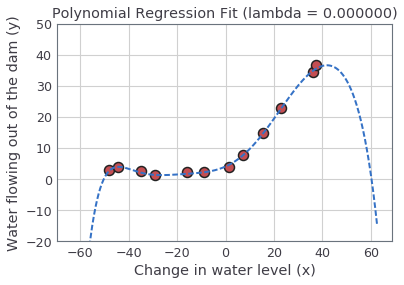 Polynomial Regression Fit (lambda = 0.000000)
Water flowing out of the dam (y)
50
40
30
20
10
0
−10
−20
−60 −40 −20 0 20 40 60
Change in water level (x)